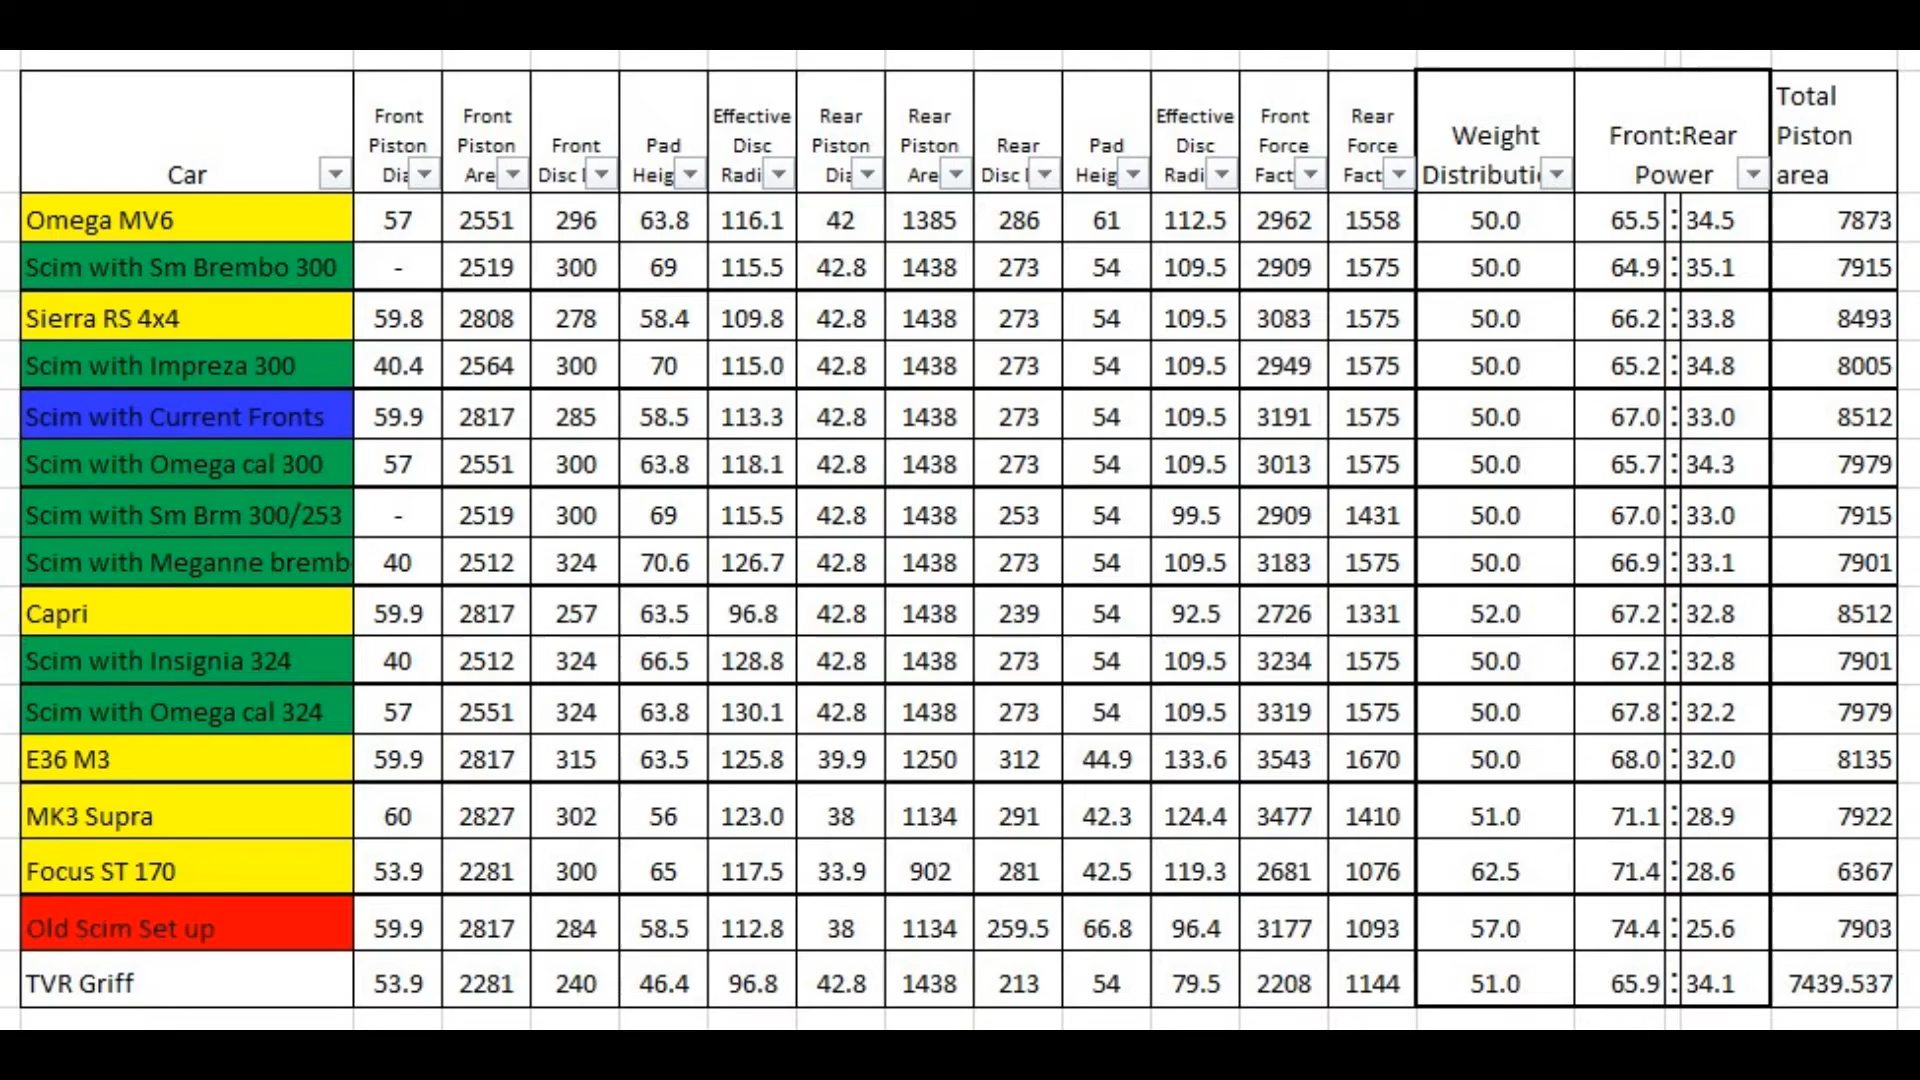 Car Front Piston Dia Front Piston Are Front Disc Pad Heig Effective Disc Radi Rear Piston Dia Rear Piston Are Rear Disc Pad Heig Effective Disc Radi Front Force Fact Rear Force Fact Weight Distributi Front:Rear Power Total Piston area
Omega MV6 57 2551 296 63.8 116.1 42 1385 286 61 112.5 2962 1558 50.0 65.5 : 34.5 7873
Scim with Sm Brembo 300 - 2519 300 69 115.5 42.8 1438 273 54 109.5 2909 1575 50.0 64.9 : 35.1 7915
Sierra RS 4x4 59.8 2808 278 58.4 109.8 42.8 1438 273 54 109.5 3083 1575 50.0 66.2 : 33.8 8493
Scim with Impreza 300 40.4 2564 300 70 115.0 42.8 1438 273 54 109.5 2949 1575 50.0 65.2 : 34.8 8005
Scim with Current Fronts 59.9 2817 285 58.5 113.3 42.8 1438 273 54 109.5 3191 1575 50.0 67.0 : 33.0 8512
Scim with Omega cal 300 57 2551 300 63.8 118.1 42.8 1438 273 54 109.5 3013 1575 50.0 65.7 : 34.3 7979
Scim with Sm Brm 300/253 - 2519 300 69 115.5 42.8 1438 253 54 99.5 2909 1431 50.0 67.0 : 33.0 7915
Scim with Meganne bremb 40 2512 324 70.6 126.7 42.8 1438 273 54 109.5 3183 1575 50.0 66.9 : 33.1 7901
Capri 59.9 2817 257 63.5 96.8 42.8 1438 239 54 92.5 2726 1331 52.0 67.2 : 32.8 8512
Scim with Insignia 324 40 2512 324 66.5 128.8 42.8 1438 273 54 109.5 3234 1575 50.0 67.2 : 32.8 7901
Scim with Omega cal 324 57 2551 324 63.8 130.1 42.8 1438 273 54 109.5 3319 1575 50.0 67.8 : 32.2 7979
E36 M3 59.9 2817 315 63.5 125.8 39.9 1250 312 44.9 133.6 3543 1670 50.0 68.0 : 32.0 8135
MK3 Supra 60 2827 302 56 123.0 38 1134 291 42.3 124.4 3477 1410 51.0 71.1 : 28.9 7922
Focus ST 170 53.9 2281 300 65 117.5 33.9 902 281 42.5 119.3 2681 1076 62.5 71.4 : 28.6 6367
Old Scim Set up 59.9 2817 284 58.5 112.8 38 1134 259.5 66.8 96.4 3177 1093 57.0 74.4 : 25.6 7903
TVR Griff 53.9 2281 240 46.4 96.8 42.8 1438 213 54 79.5 2208 1144 51.0 65.9 : 34.1 7439.537